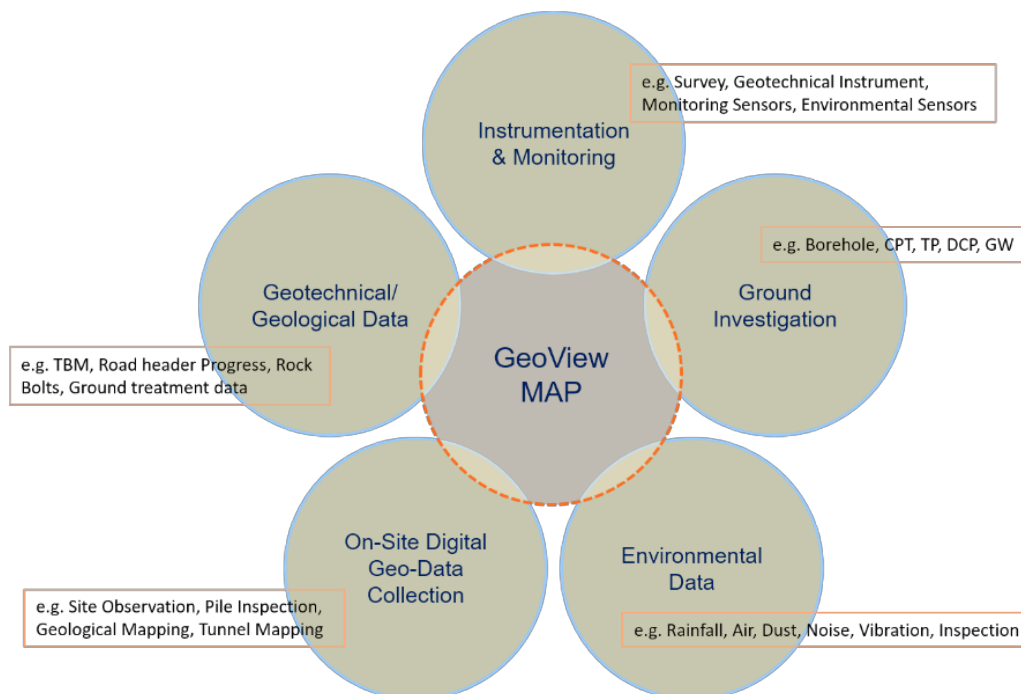 e.g. Survey, Geotechnical Instrument,
Monitoring Sensors, Environmental Sensors
Instrumentation
& Monitoring
e.g. Borehole, CPT, TP, DCP, GW
Geotechnical/
Geological Data
Ground
Investigation
e.g. TBM, Road header Progress, Rock
Bolts, Ground treatment data
GeoView
MAP
On-Site Digital
Geo-Data
Collection
Environmental
Data
e.g. Site Observation, Pile Inspection,
Geological Mapping, Tunnel Mapping
e.g. Rainfall, Air, Dust, Noise, Vibration, Inspection